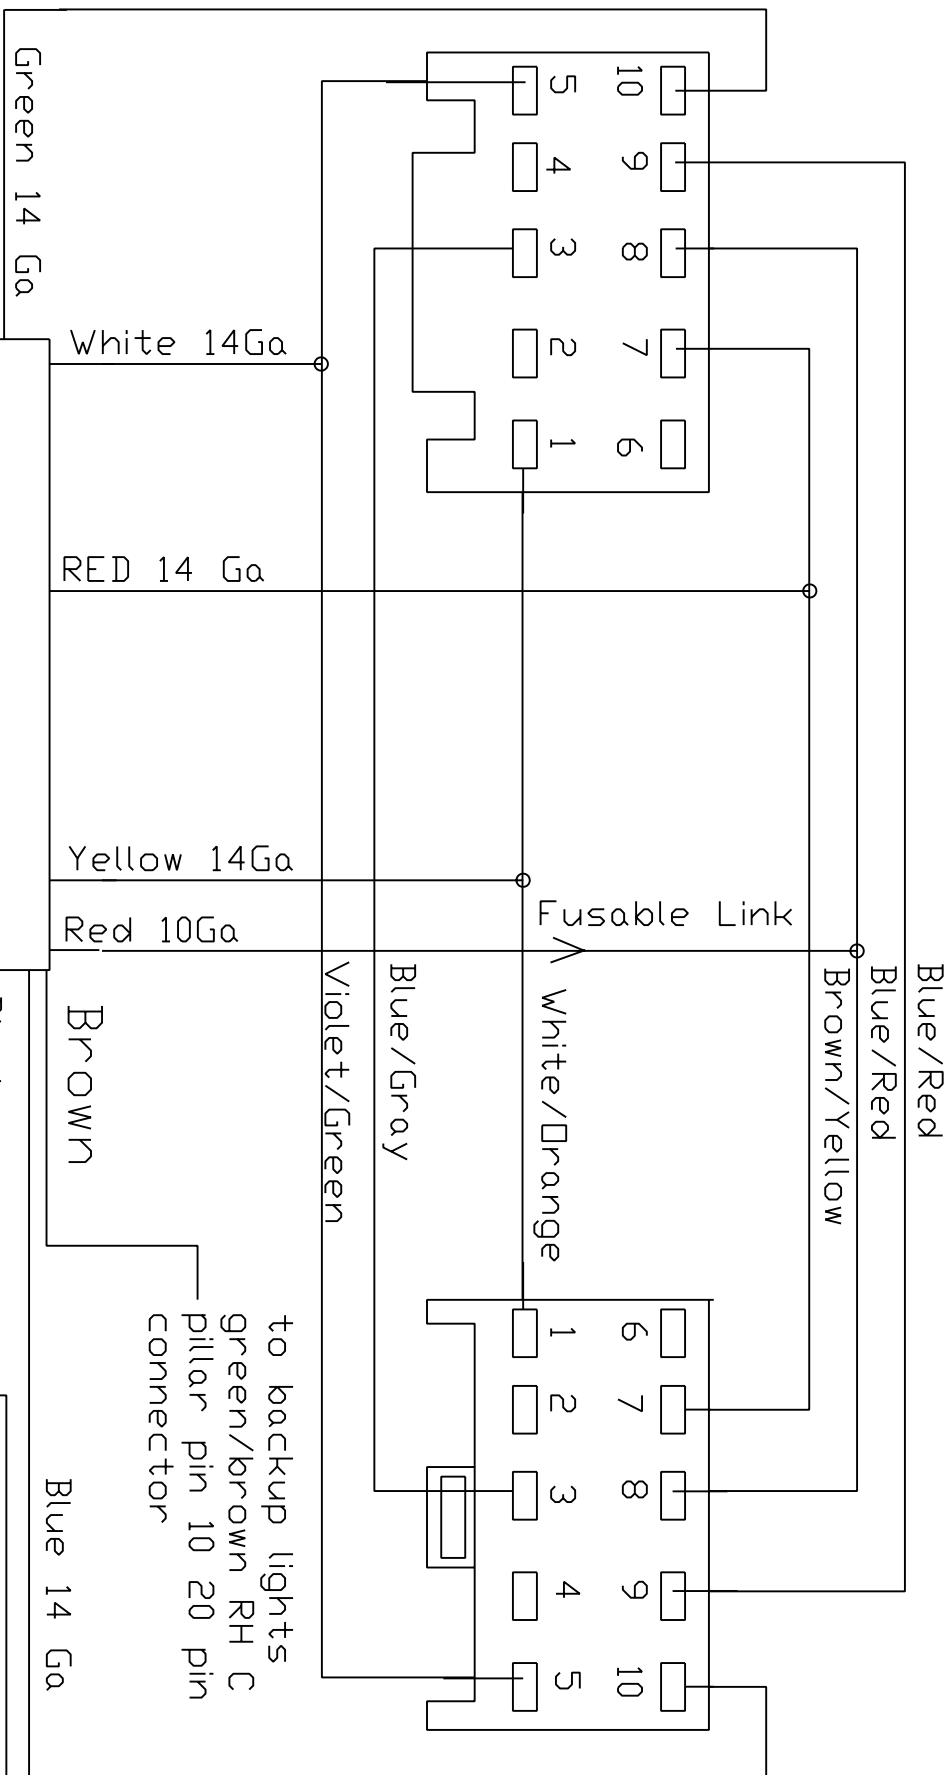 Green 14 Ga
5
10
4
9
3
8
2
7
1
6
White 14Ga
RED 14 Ga
Yellow 14Ga
Red 10Ga
Fusable Link
Blue/Red
Blue/Red
Brown/Yellow
White/Orange
Blue/Gray
Violet/Green
Brown
to backup lights
green/brown RH C
pillar pin 10 20 pin
connector
Blue 14 Ga
1
6
2
7
3
8
4
9
5
10